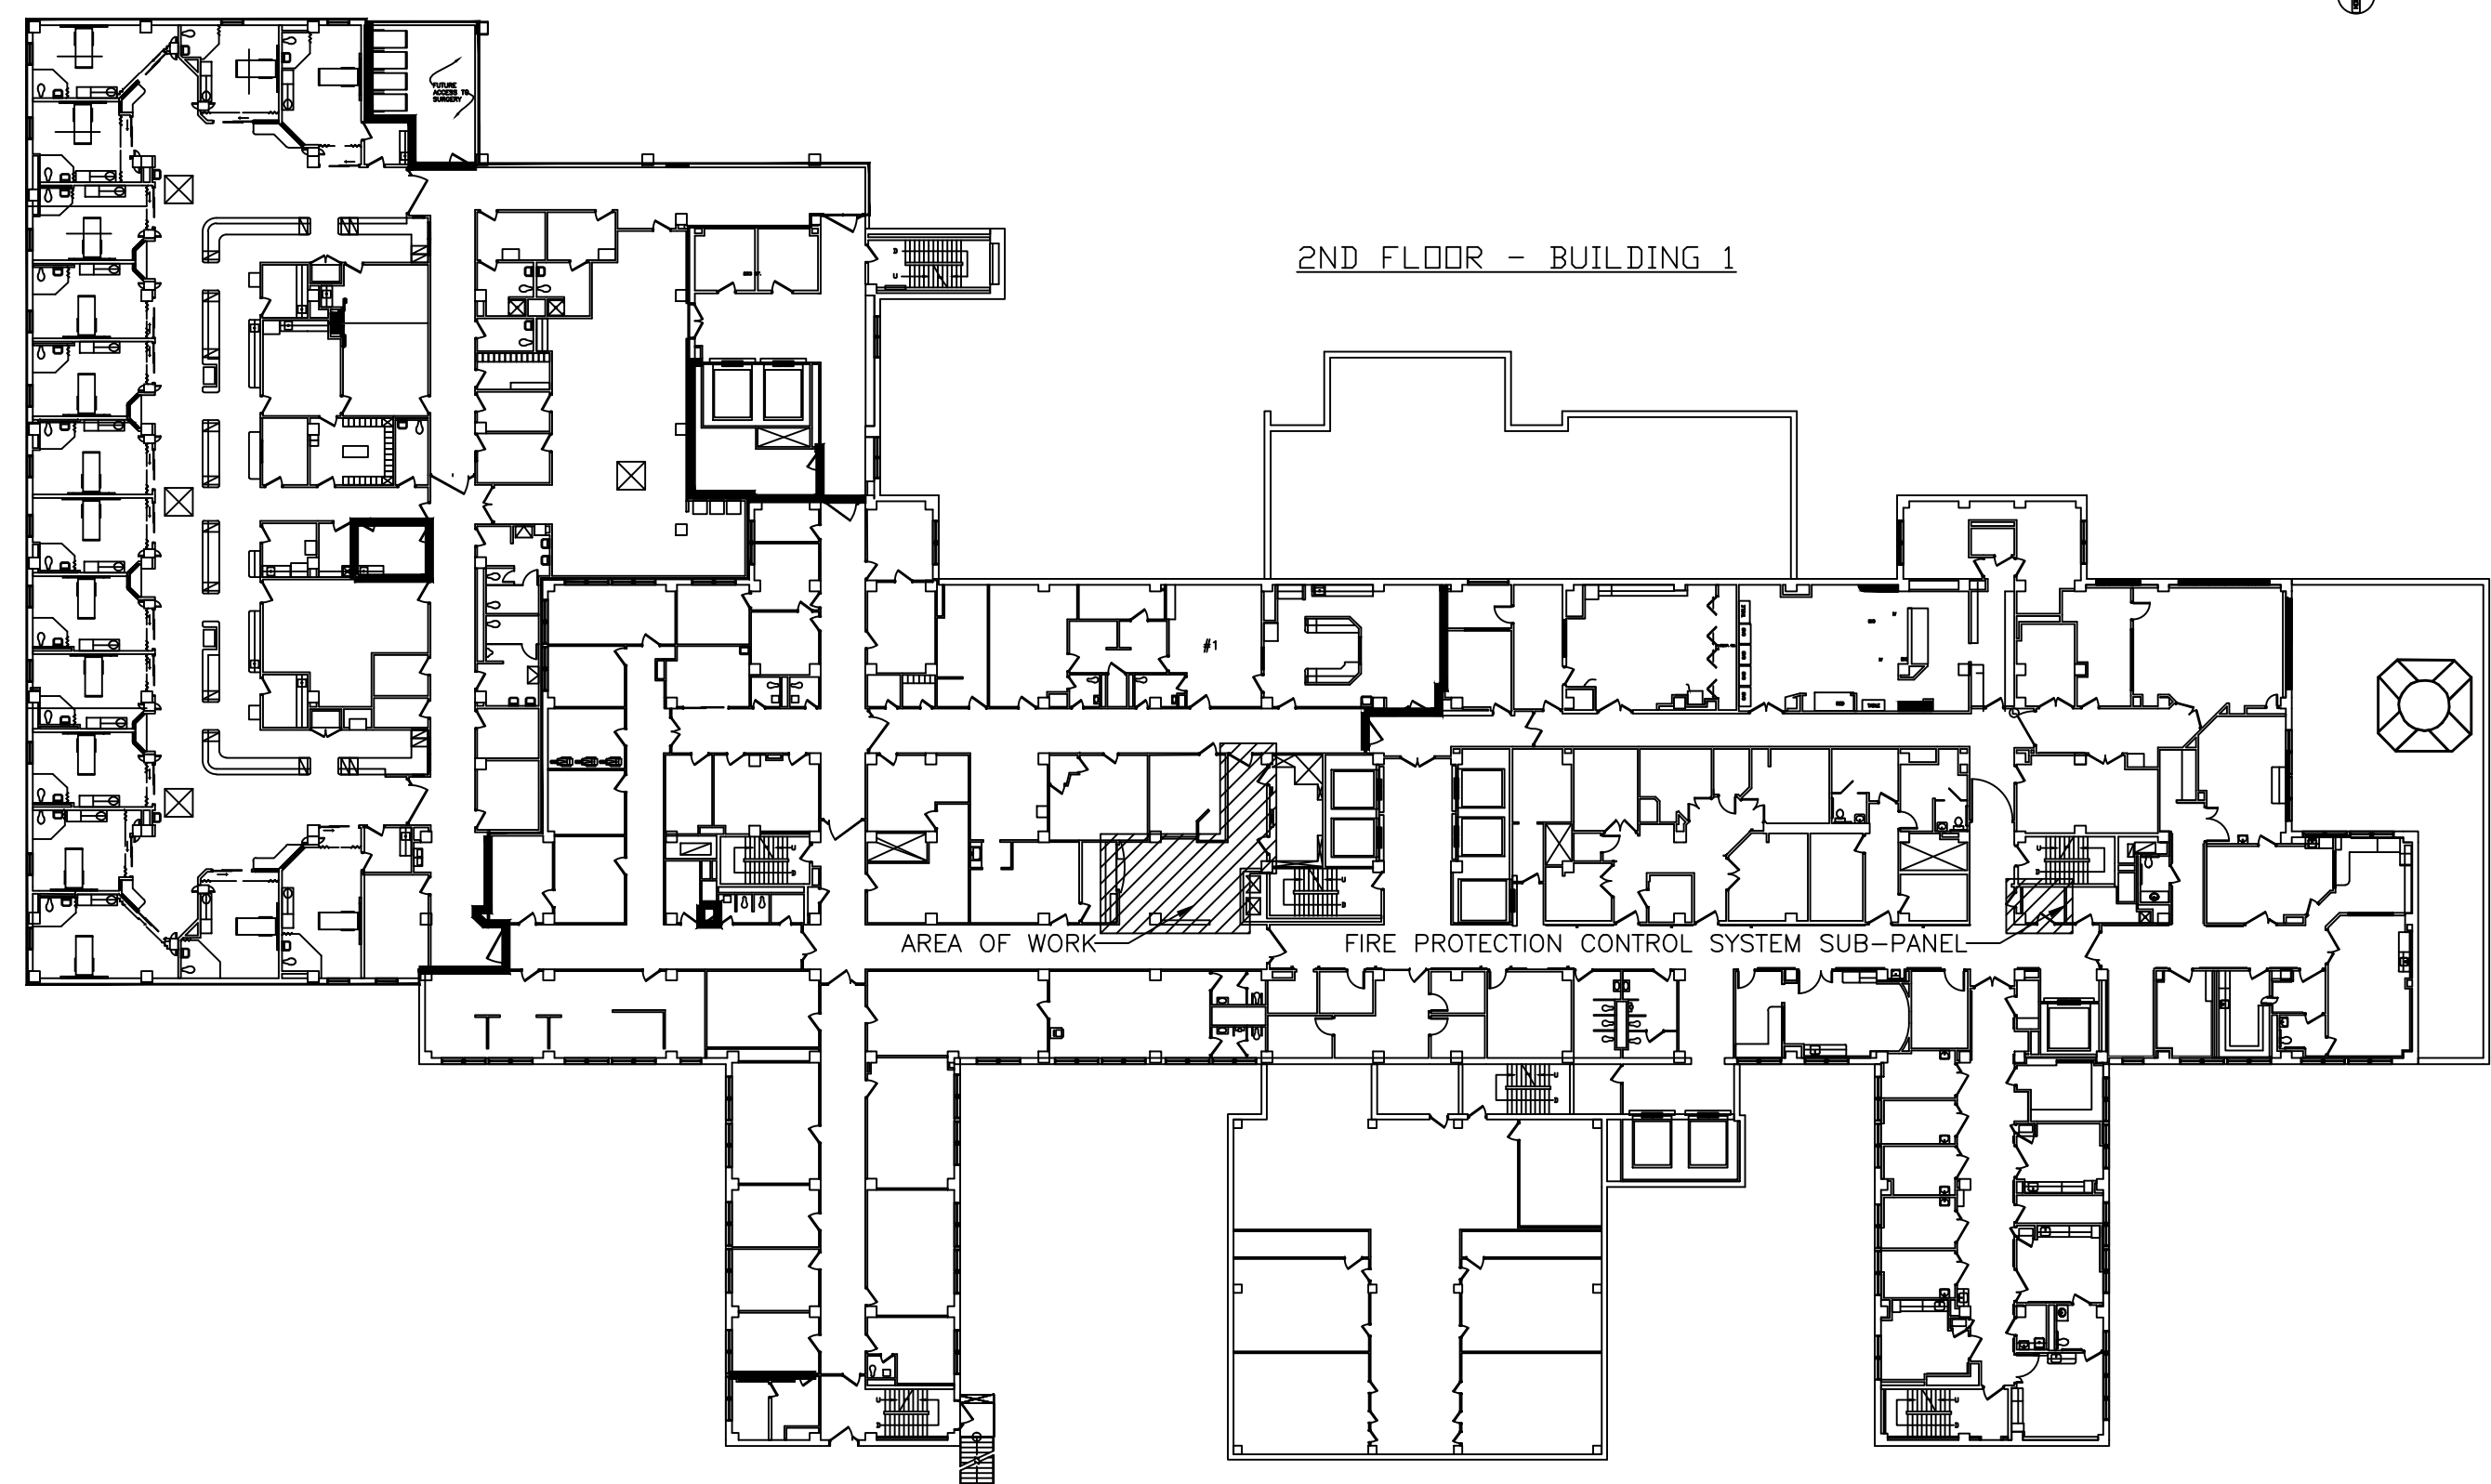 FUTURE
ACCESS TO
SURGERY
2ND FLOOR - BUILDING 1
#1
AREA OF WORK
FIRE PROTECTION CONTROL SYSTEM SUB-PANEL
D
U
U
D
U
D
U
D
U
D
U
D